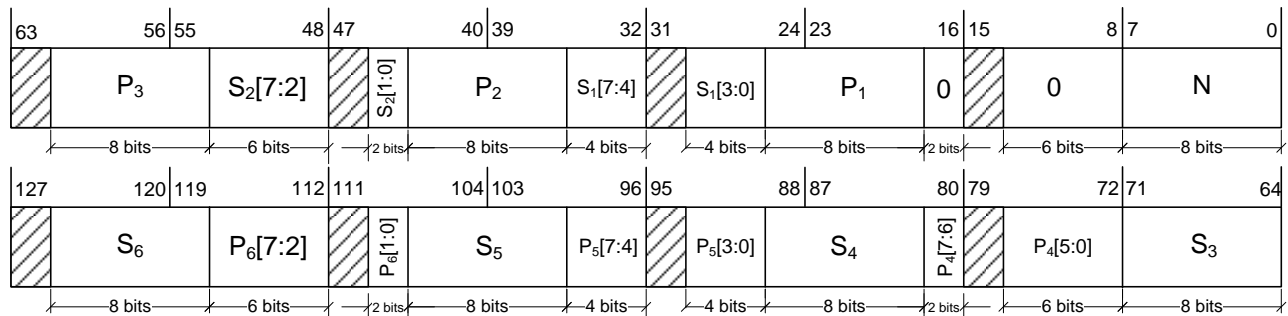 63 56 55 48 47 40 39 32 31 24 23 16 15 8 7 0
P₃ S₂[7:2] S₂[1:0] P₂ S₁[7:4] S₁[3:0] P₁ 0 0 N
8 bits 6 bits 2 bits 8 bits 4 bits 4 bits 8 bits 2 bits 6 bits 8 bits
127 120 119 112 111 104 103 96 95 88 87 80 79 72 71 64
S₆ P₆[7:2] P₆[1:0] S₅ P₅[7:4] P₅[3:0] S₄ P₄[7:6] P₄[5:0] S₃
8 bits 6 bits 2 bits 8 bits 4 bits 4 bits 8 bits 2 bits 6 bits 8 bits